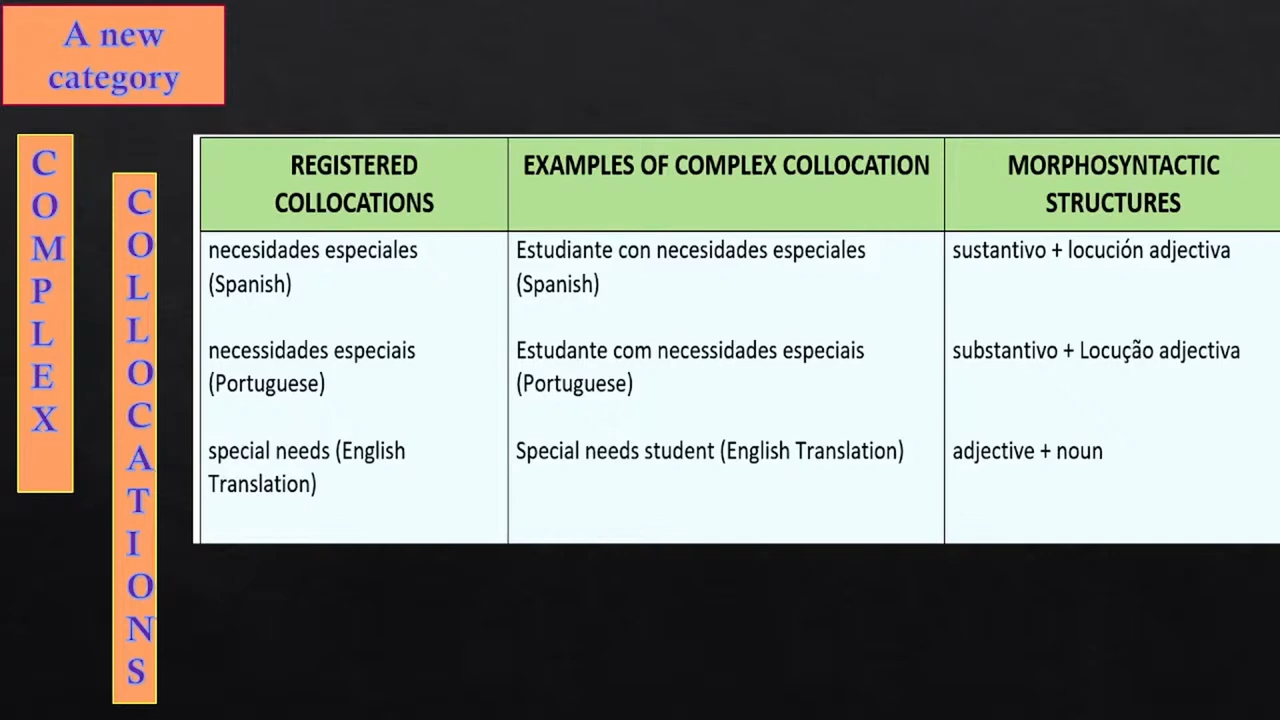 A new
category
COMPLEX
COLLOCATIONS
REGISTERED
COLLOCATIONS
EXAMPLES OF COMPLEX COLLOCATION
MORPHOSYNTACTIC
STRUCTURES
necesidades especiales
(Spanish)
Estudiante con necesidades especiales
(Spanish)
sustantivo + locución adjectiva
necessidades especiais
(Portuguese)
Estudante com necessidades especiais
(Portuguese)
substantivo + Locução adjectiva
special needs (English
Translation)
Special needs student (English Translation)
adjective + noun